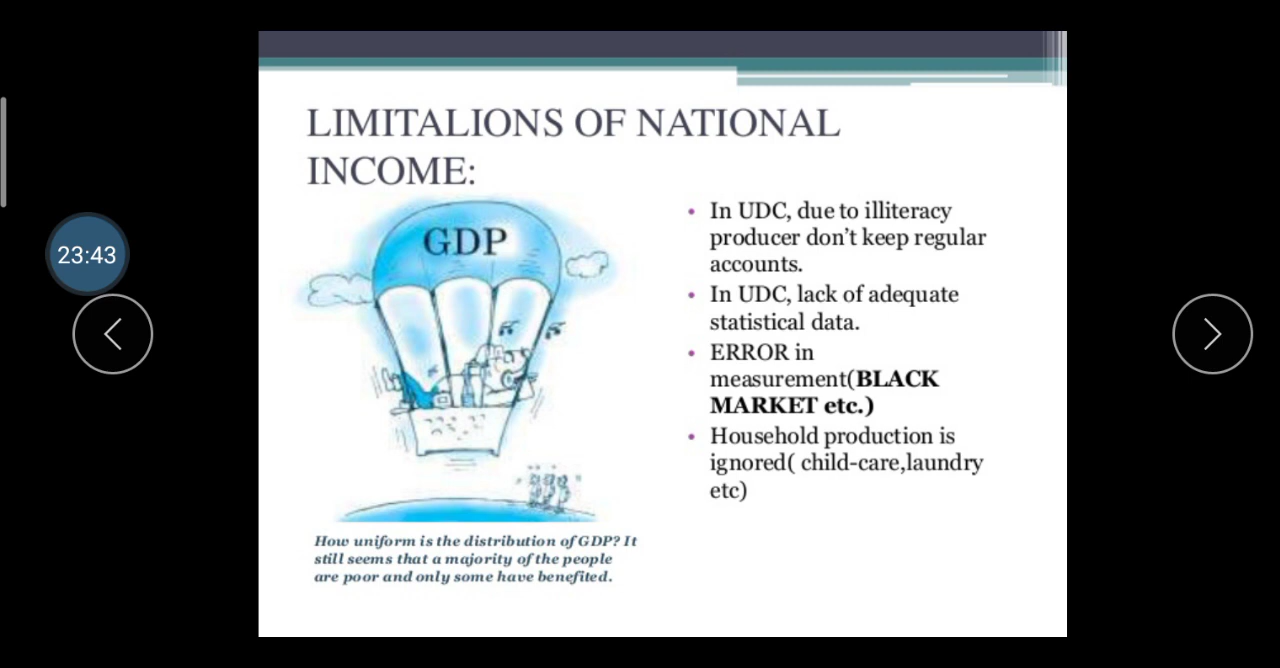 LIMITALIONS OF NATIONAL
INCOME:
GDP
23:43
• In UDC, due to illiteracy
producer don’t keep regular
accounts.
• In UDC, lack of adequate
statistical data.
• ERROR in
measurement(BLACK
MARKET etc.)
• Household production is
ignored( child-care,laundry
etc)
How uniform is the distribution of GDP? It
still seems that a majority of the people
are poor and only some have benefited.